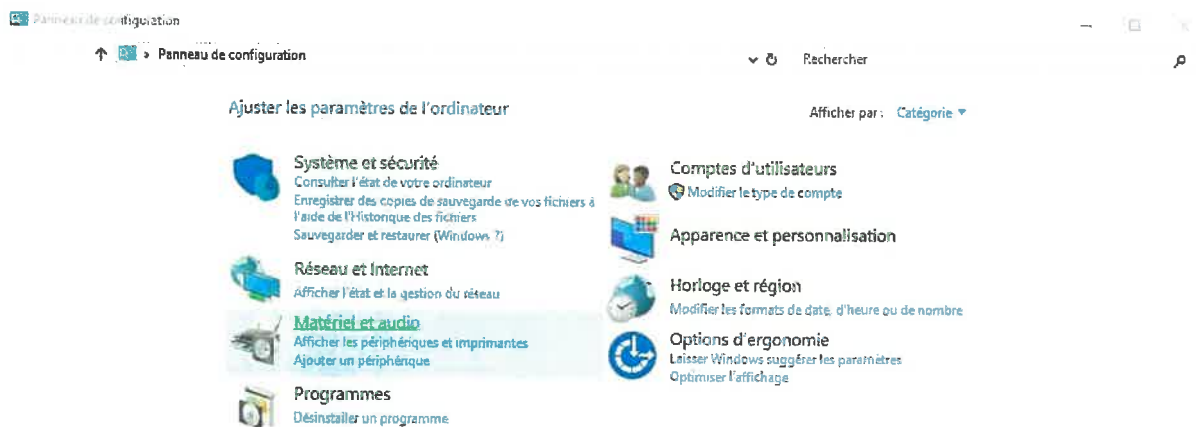 Panneau de configuration
Panneau de configuration
Rechercher
Ajuster les paramètres de l'ordinateur
Afficher par : Catégorie
Système et sécurité
Consulter l'état de votre ordinateur
Enregistrer des copies de sauvegarde de vos fichiers à
l'aide de l'Historique des fichiers
Sauvegarder et restaurer (Windows 7)
Réseau et Internet
Afficher l'état et la gestion du réseau
Matériel et audio
Afficher les périphériques et imprimantes
Ajouter un périphérique
Programmes
Désinstaller un programme
Comptes d'utilisateurs
Modifier le type de compte
Apparence et personnalisation
Horloge et région
Modifier les formats de date, d'heure ou de nombre
Options d'ergonomie
Laisser Windows suggérer les paramètres
Optimiser l'affichage